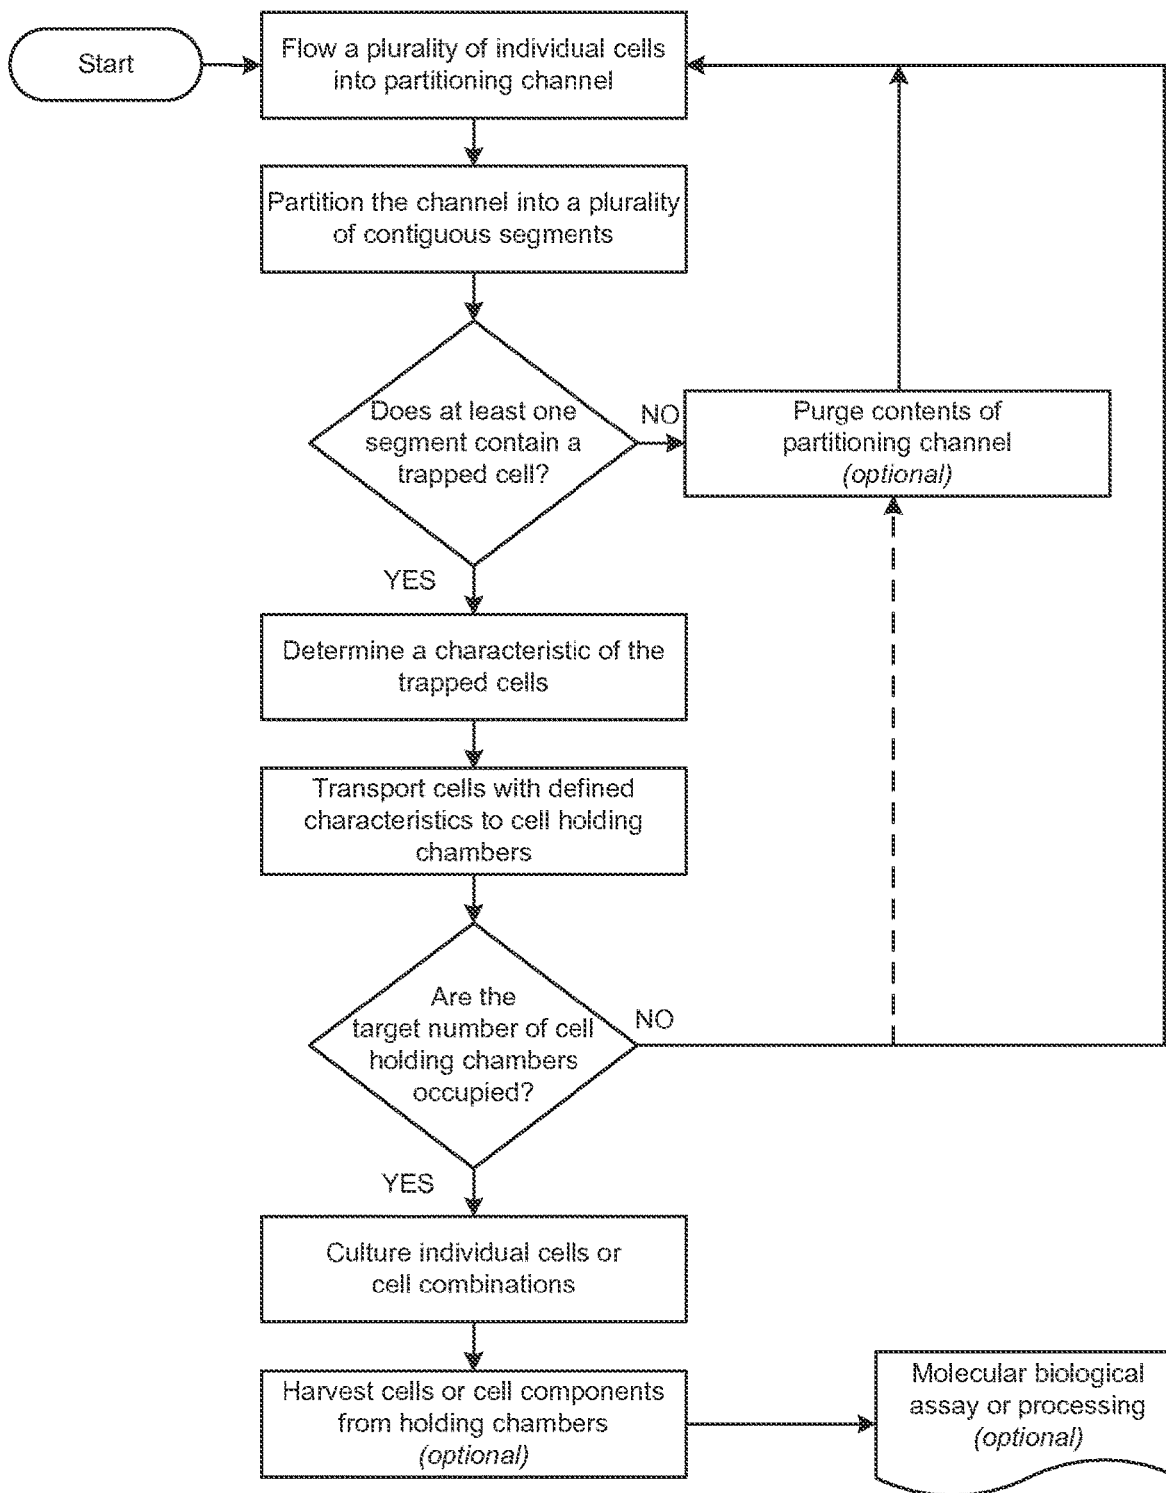 Start
Flow a plurality of individual cells
into partitioning channel
Partition the channel into a plurality
of contiguous segments
Does at least one
segment contain a
trapped cell?
NO
Purge contents of
partitioning channel
(optional)
YES
Determine a characteristic of the
trapped cells
Transport cells with defined
characteristics to cell holding
chambers
Are the
target number of cell
holding chambers
occupied?
NO
YES
Culture individual cells or
cell combinations
Harvest cells or cell components
from holding chambers
(optional)
Molecular biological
assay or processing
(optional)